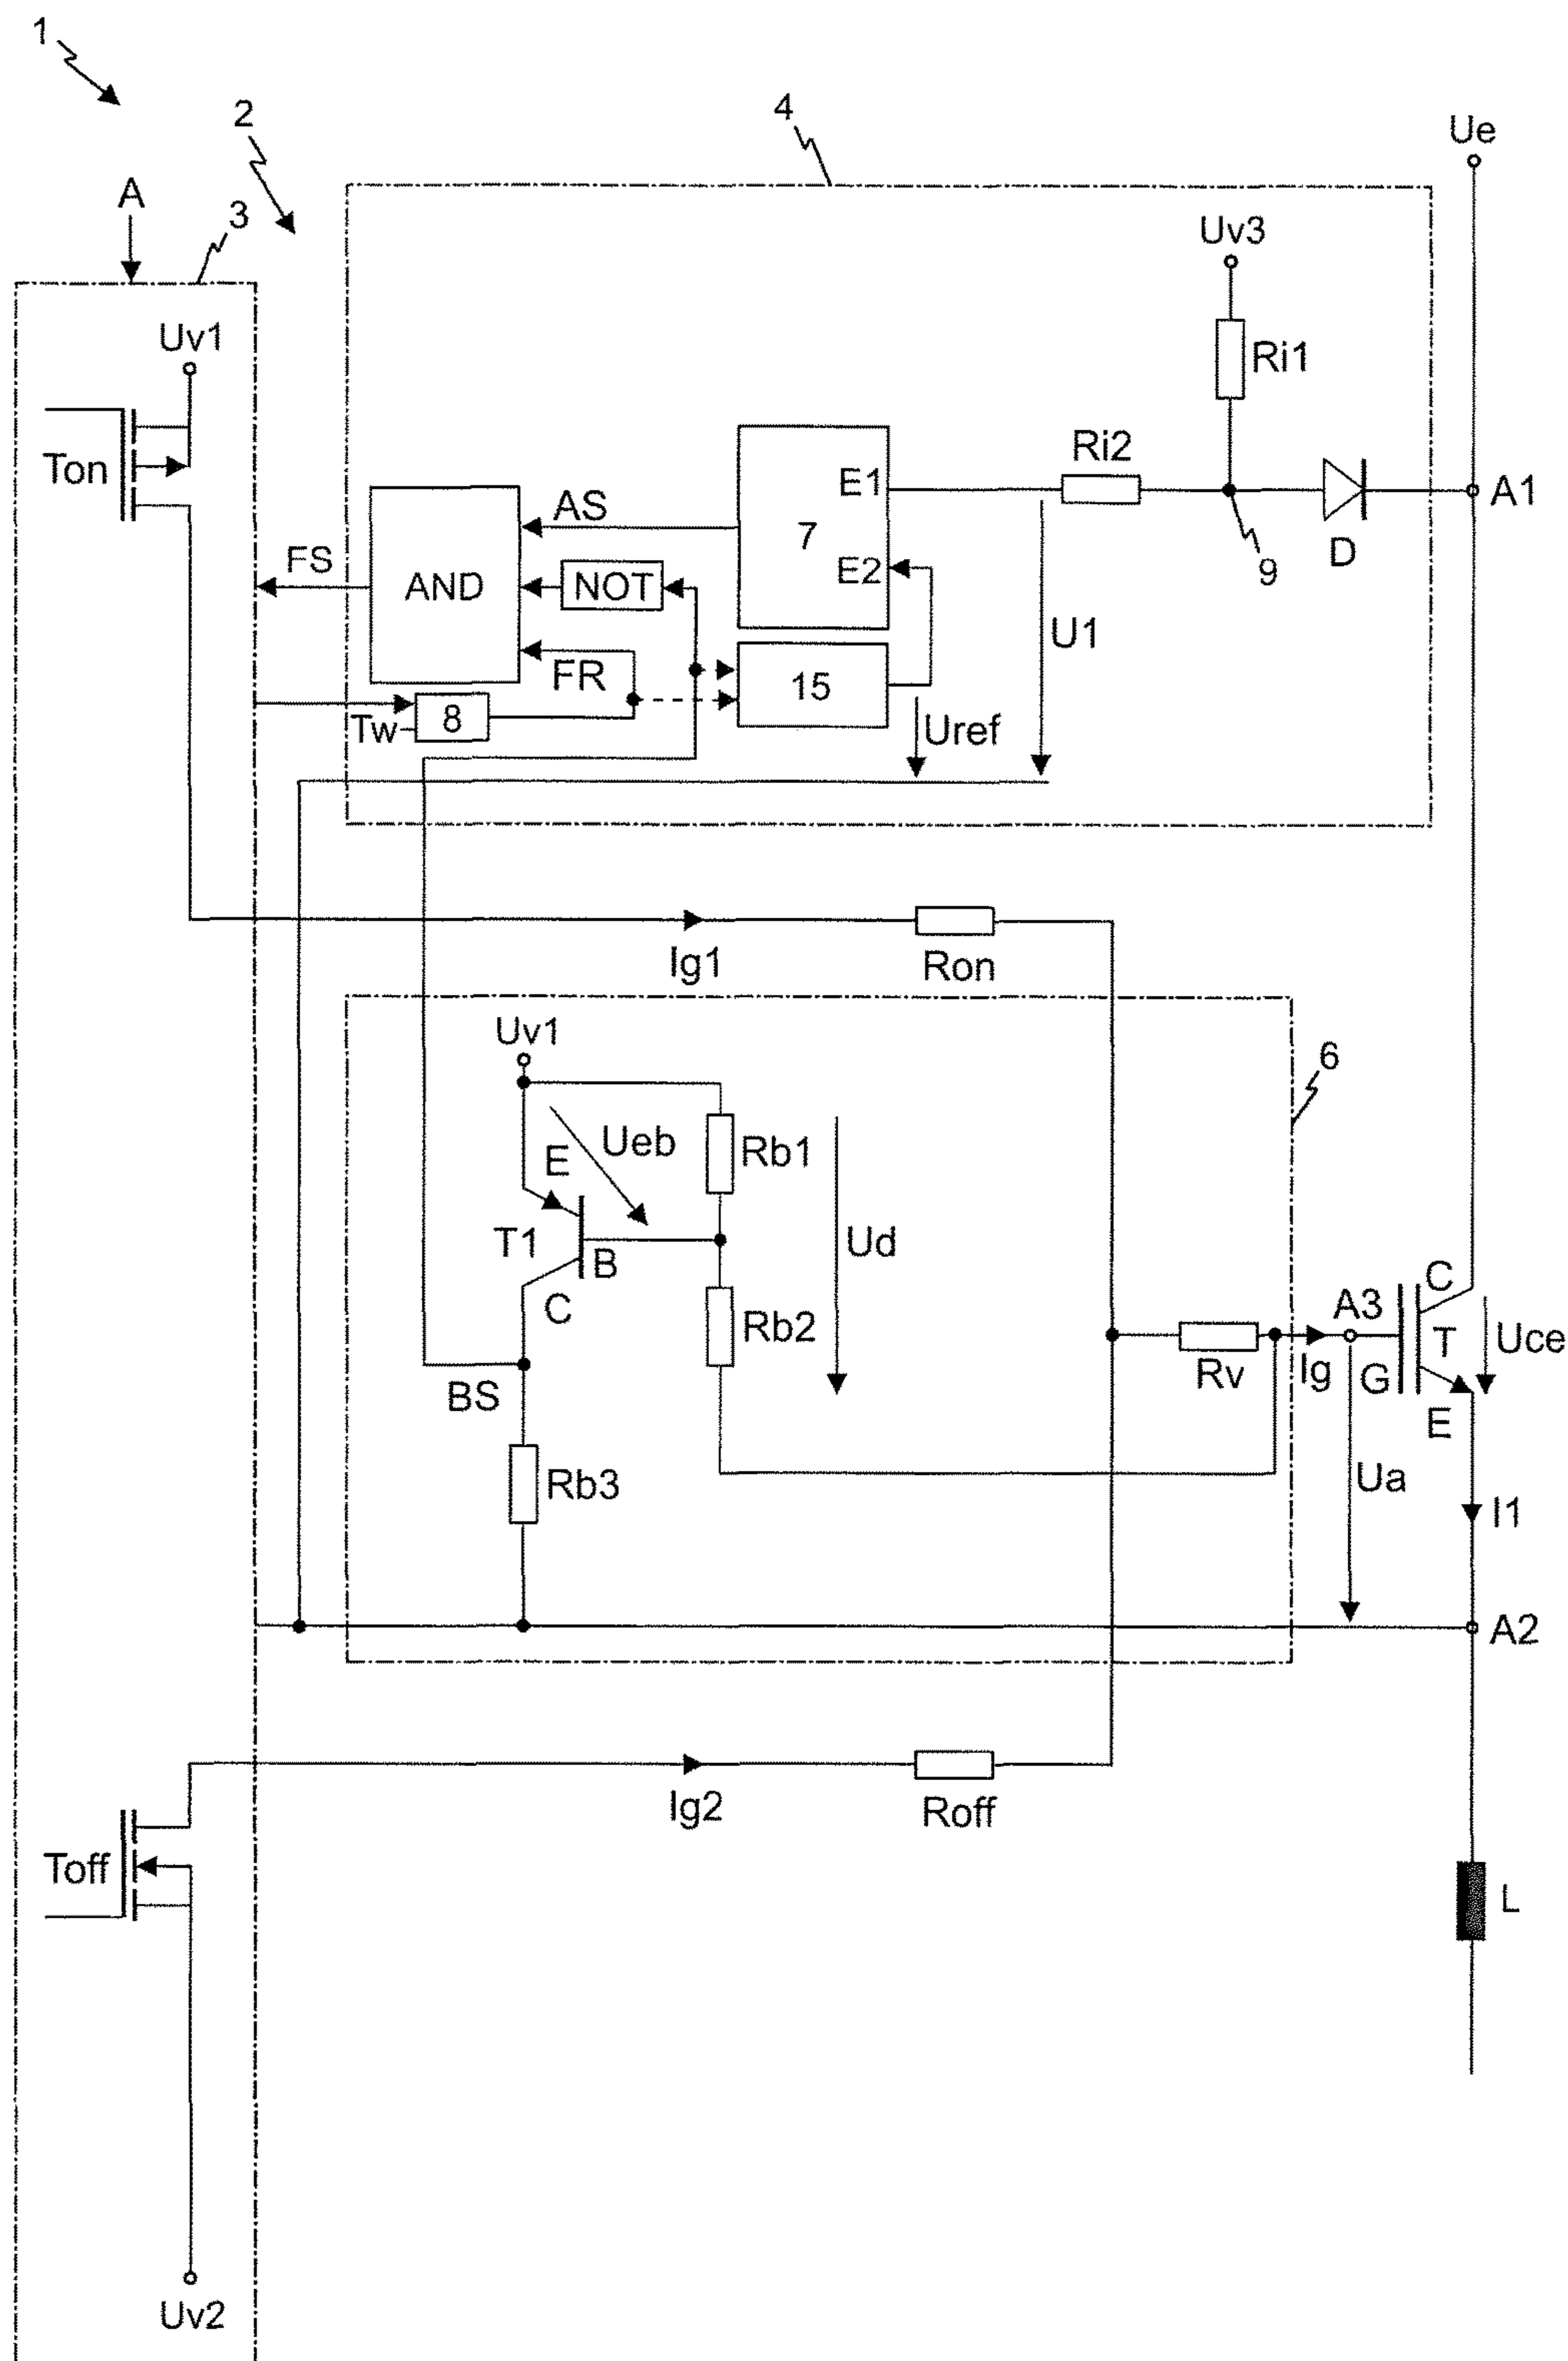 1
2
4
Ue
A
3
Uv3
Uv1
Ri1
Ton
Ri2
E1
A1
AS
7
D
FS
E2
9
AND
NOT
U1
FR
15
8
Tw
Uref
Ig1
Ron
Uv1
6
Ueb
Rb1
E
T1
Ud
B
C
A3
C
Rb2
T
Uce
Rv
Ig
G
BS
E
Ua
Rb3
I1
A2
Ig2
Roff
Toff
L
Uv2